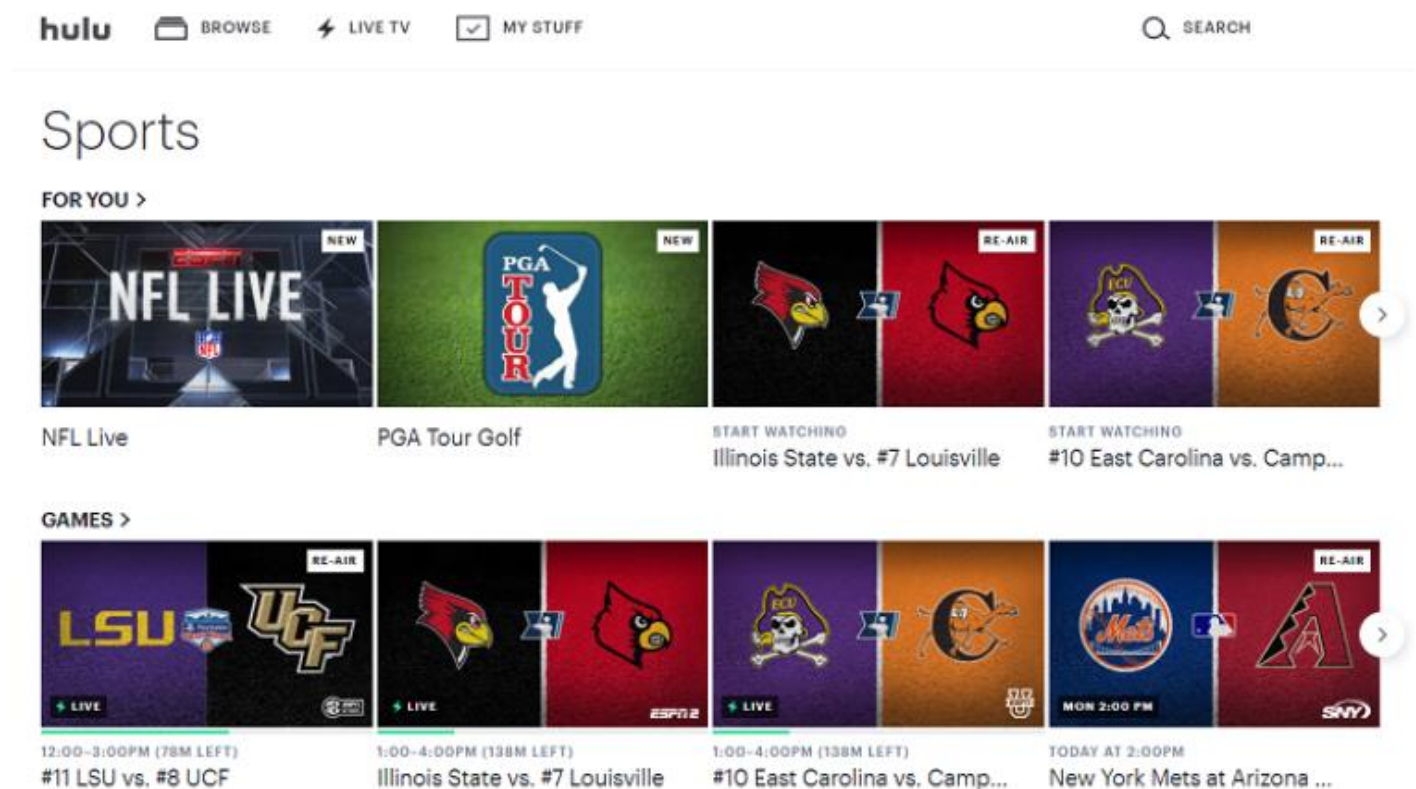 hulu BROWSE LIVE TV MY STUFF SEARCH
Sports
FOR YOU >
NEW NEW RE-AIR RE-AIR
ESPN
NFL LIVE
NFL
PGA
TOUR
ECU
NFL Live
PGA Tour Golf
START WATCHING
Illinois State vs. #7 Louisville
START WATCHING
#10 East Carolina vs. Camp...
GAMES >
RE-AIR
LSU
UCF
LIVE
12:00-3:00PM (78M LEFT)
#11 LSU vs. #8 UCF
LIVE
ESPN2
1:00-4:00PM (138M LEFT)
Illinois State vs. #7 Louisville
ECU
C
LIVE
1:00-4:00PM (138M LEFT)
#10 East Carolina vs. Camp...
RE-AIR
Mets
A
MON 2:00 PM
SNY
TODAY AT 2:00PM
New York Mets at Arizona ...